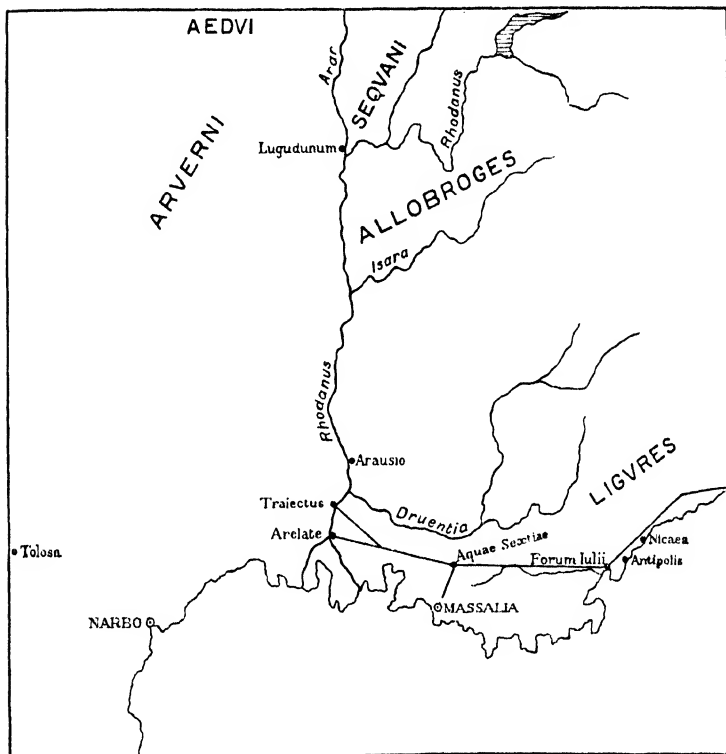 AEDVI
Arar
SEQVANI
Rhodanus
ARVERNI
Lugudunum
ALLOBROGES
Isara
Rhodanus
Arausio
LIGVRES
Traiectus
Druentia
Arelate
Aquae Sextiae
Nicaea
Tolosa
Forum Iulii
Antipolis
MASSALIA
NARBO